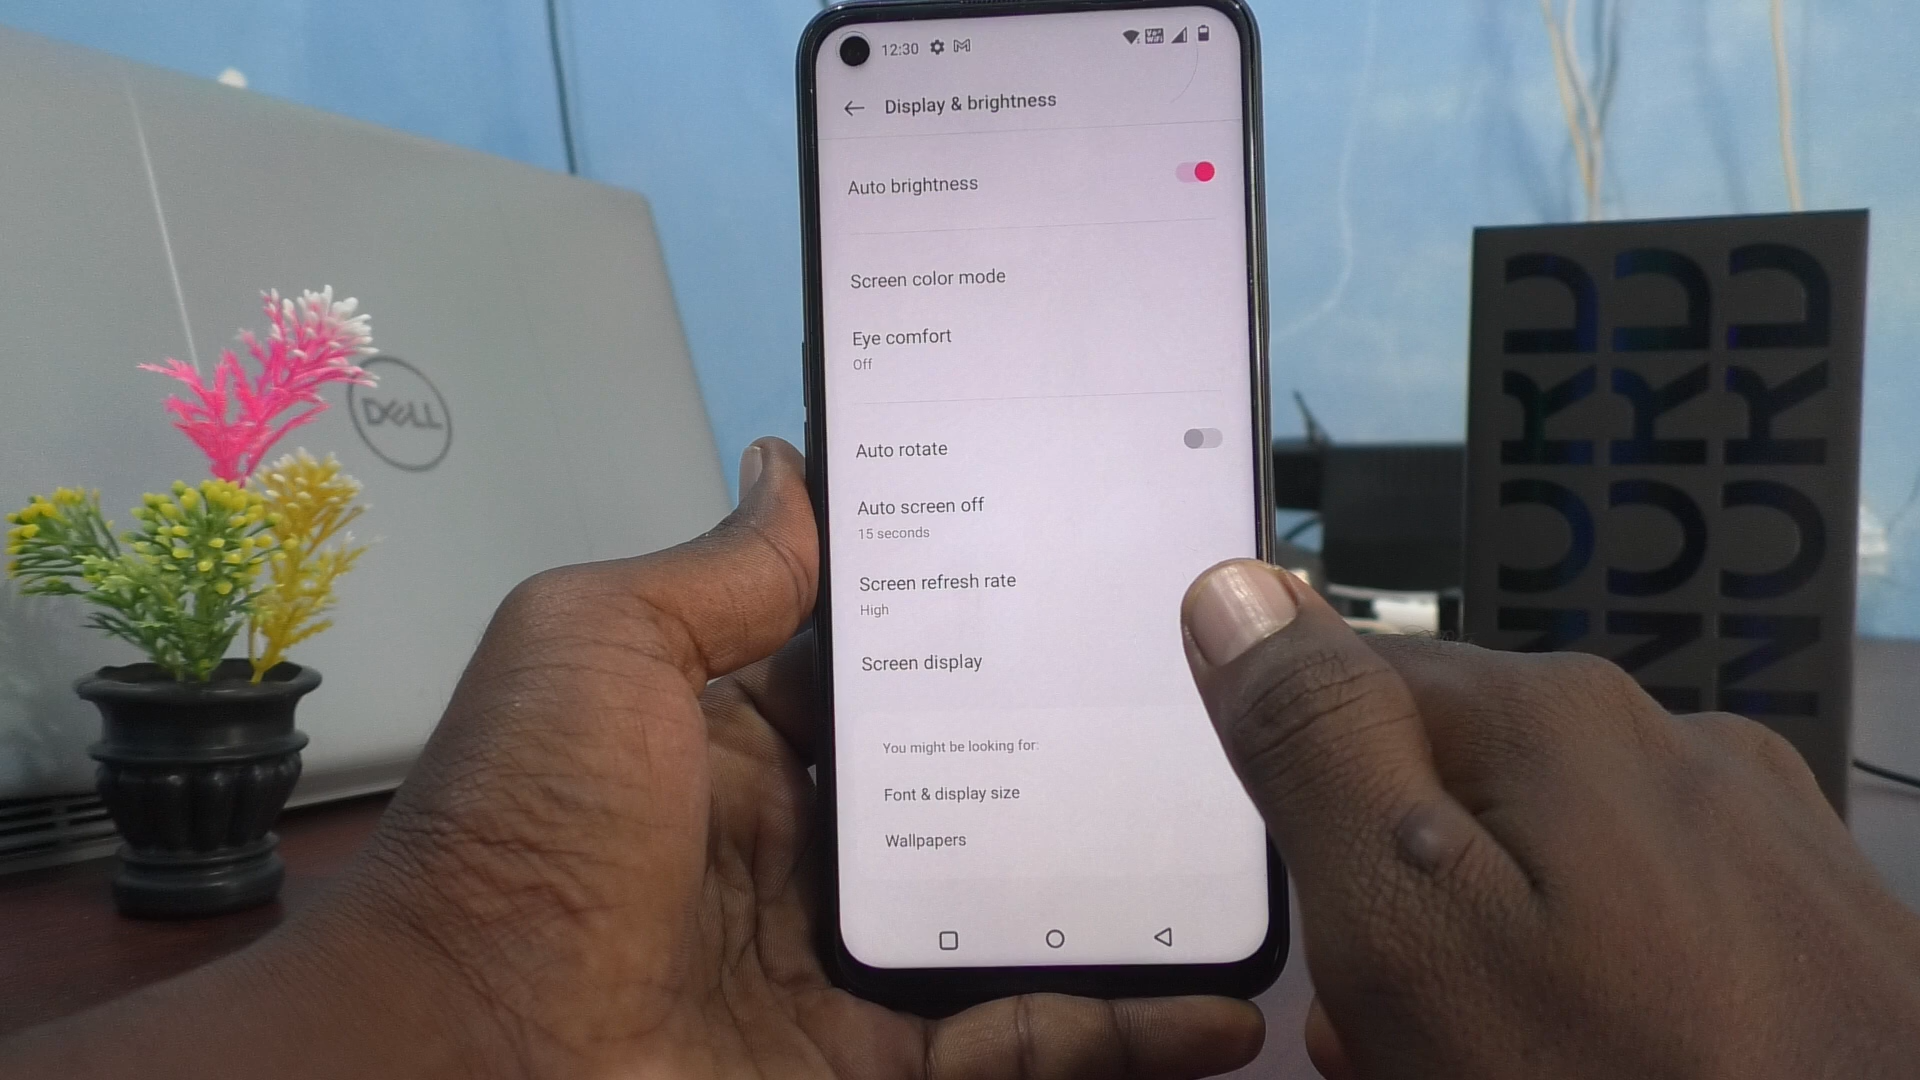 12:30
Vo WiFi
Display & brightness
Auto brightness
Screen color mode
Eye comfort
Off
Auto rotate
Auto screen off
15 seconds
Screen refresh rate
High
Screen display
You might be looking for:
Font & display size
Wallpapers
DELL
NORD
NORD
NORD